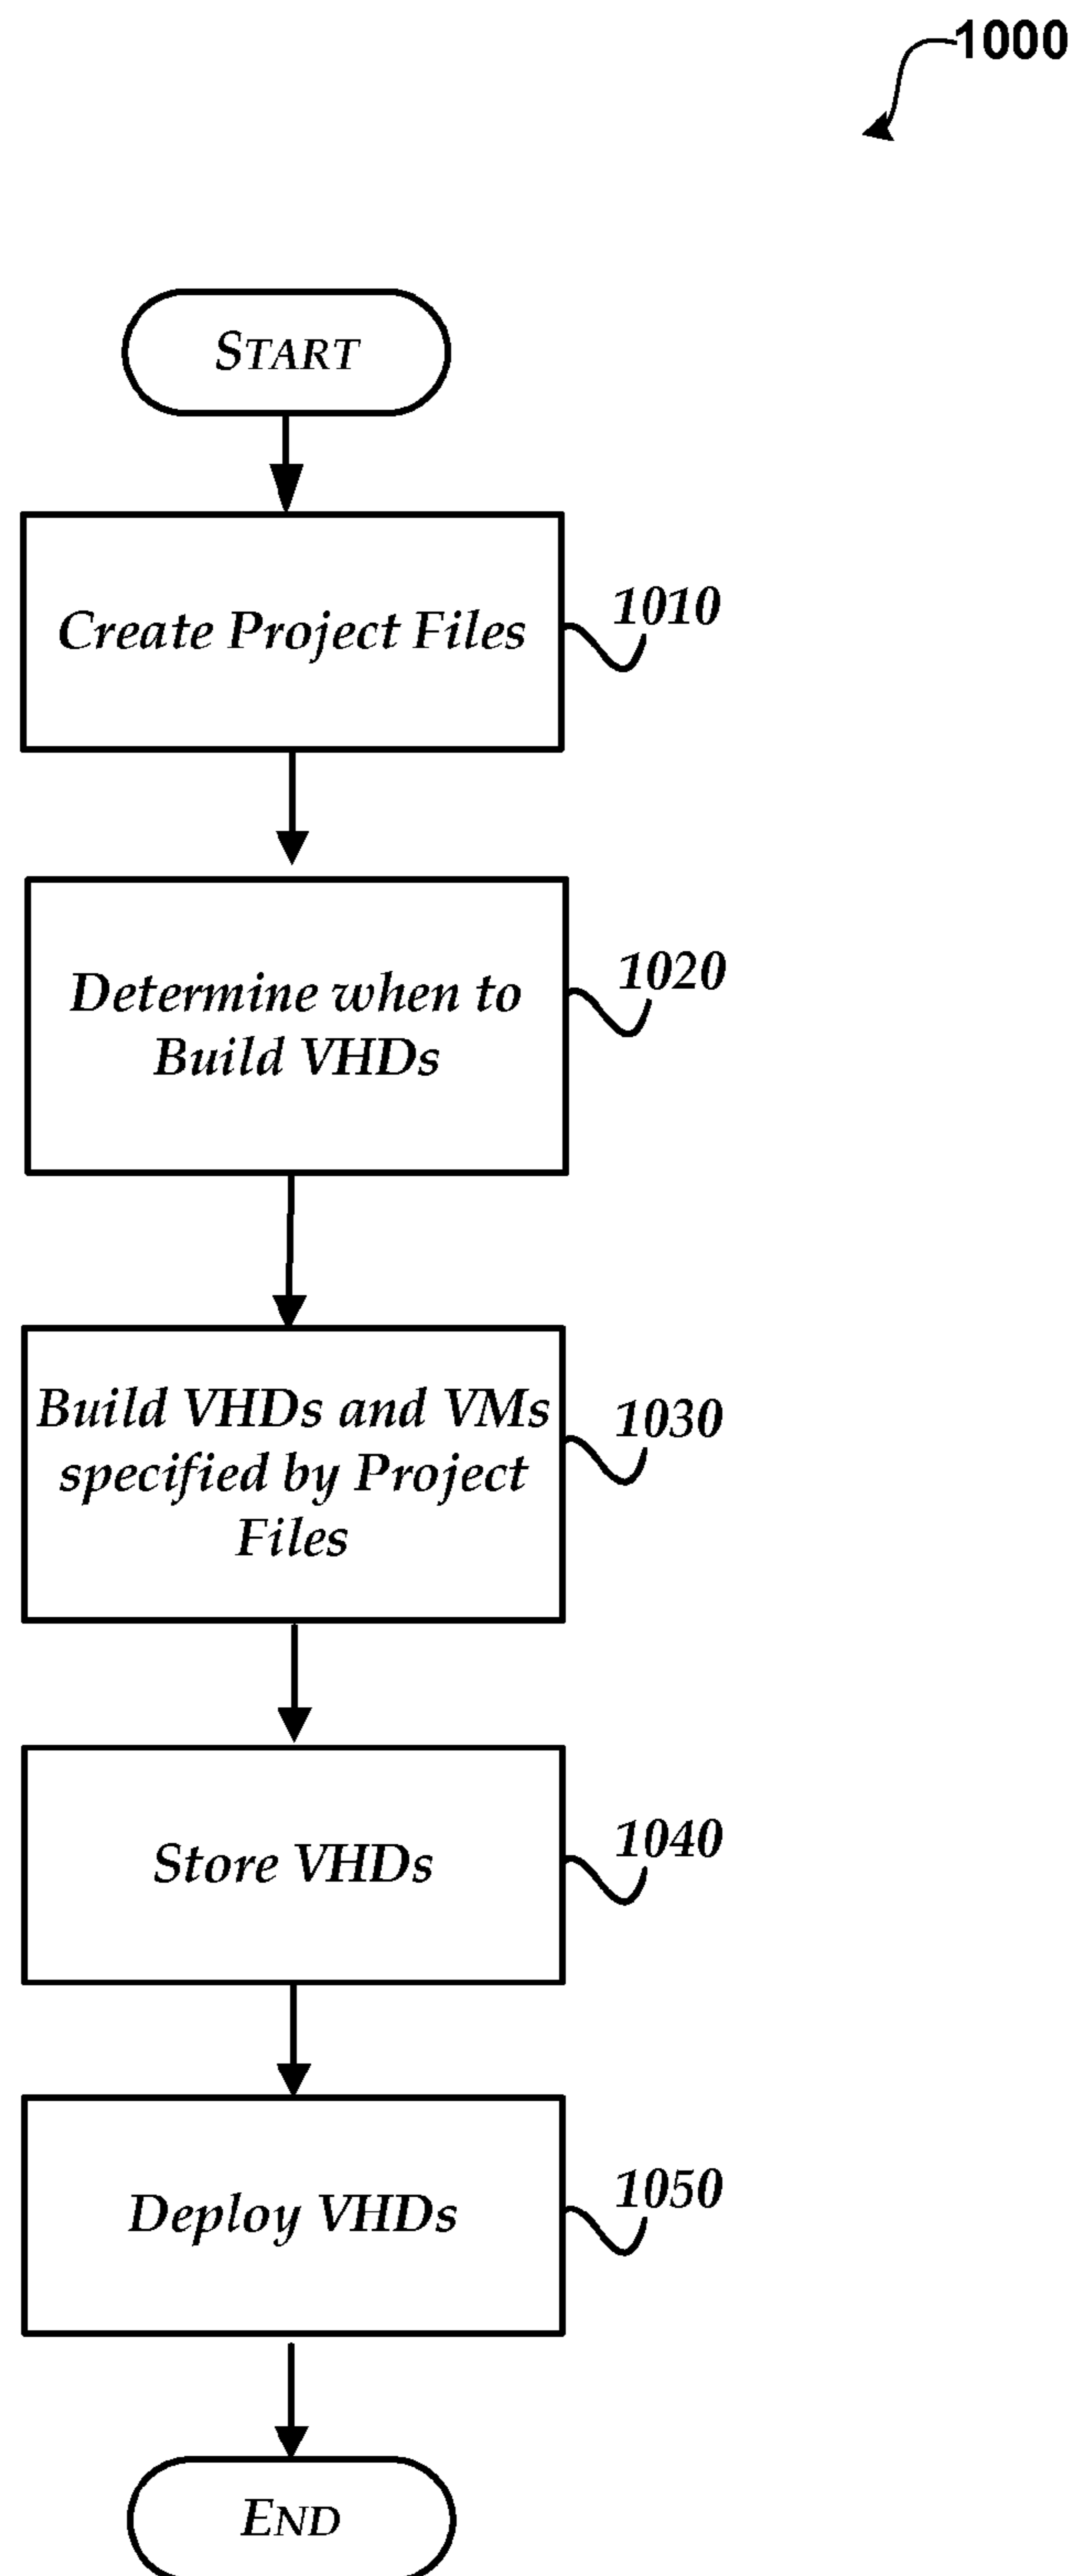 1000
START
Create Project Files
1010
Determine when to
Build VHDs
1020
Build VHDs and VMs
specified by Project
Files
1030
Store VHDs
1040
Deploy VHDs
1050
END